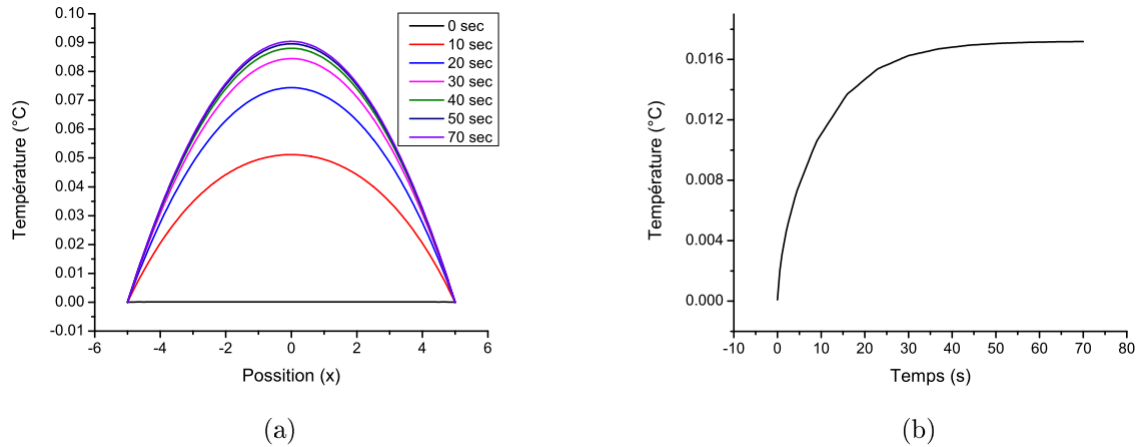 0.10
0.09
0.08
0.07
0.06
0.05
0.04
0.03
0.02
0.01
0.00
-0.01
Température (°C)
-6 -4 -2 0 2 4 6
Possition (x)
0 sec
10 sec
20 sec
30 sec
40 sec
50 sec
70 sec
(a)
0.016
0.012
0.008
0.004
0.000
Température (°C)
-10 0 10 20 30 40 50 60 70 80
Temps (s)
(b)